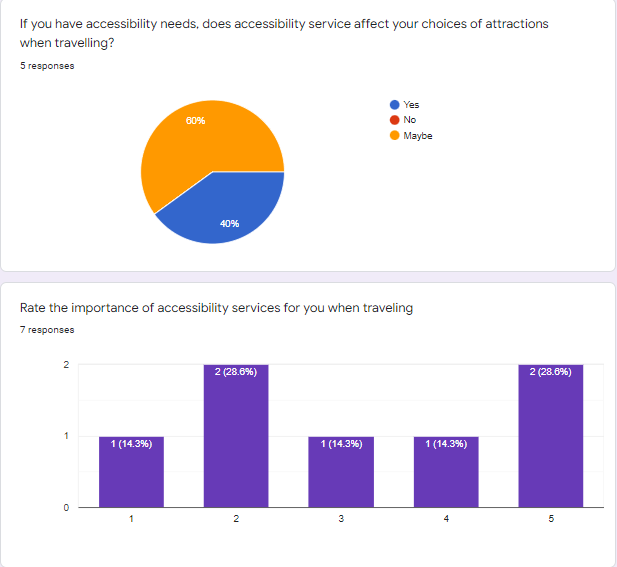 If you have accessibility needs, does accessibility service affect your choices of attractions
when travelling?
5 responses
60%
40%
Yes
No
Maybe
Rate the importance of accessibility services for you when traveling
7 responses
2
1
0
1 (14.3%)
2 (28.6%)
1 (14.3%)
1 (14.3%)
2 (28.6%)
1
2
3
4
5